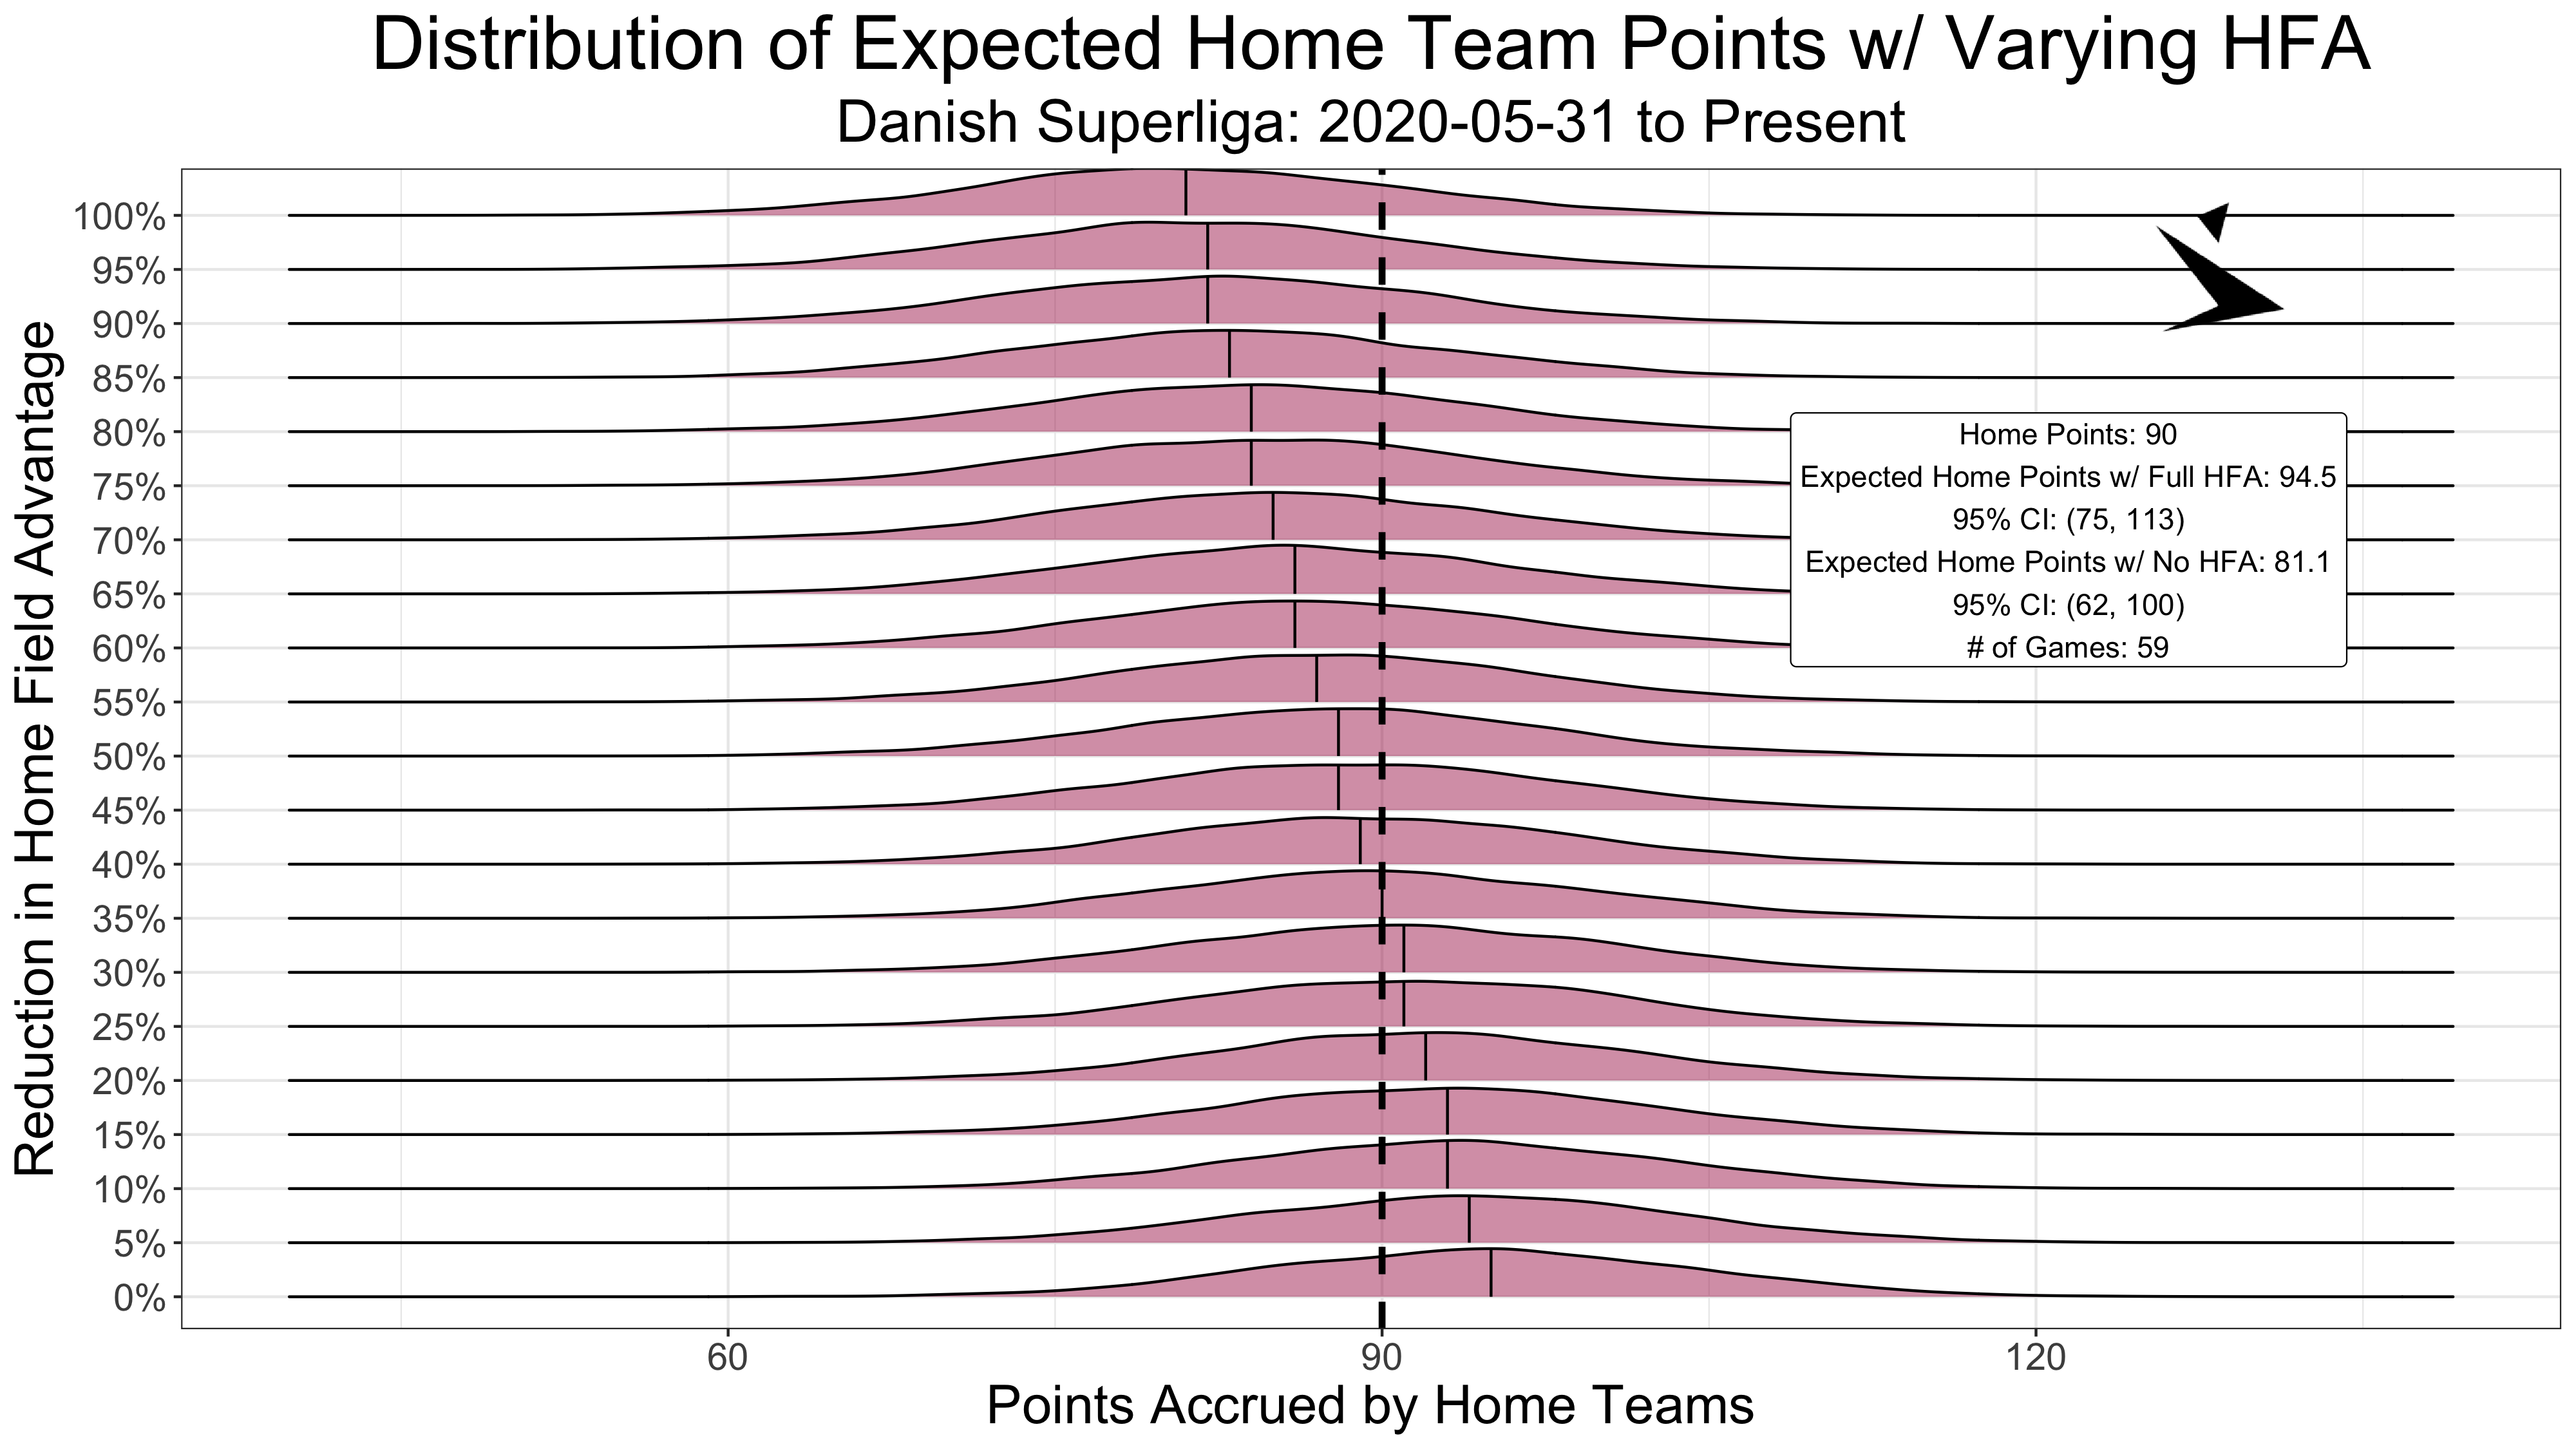 Distribution of Expected Home Team Points w/ Varying HFA
Danish Superliga: 2020-05-31 to Present
Reduction in Home Field Advantage
100%
95%
90%
85%
80%
75%
70%
65%
60%
55%
50%
45%
40%
35%
30%
25%
20%
15%
10%
5%
0%
Home Points: 90
Expected Home Points w/ Full HFA: 94.5
95% CI: (75, 113)
Expected Home Points w/ No HFA: 81.1
95% CI: (62, 100)
# of Games: 59
60
90
120
Points Accrued by Home Teams